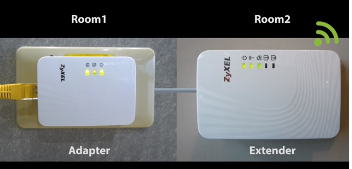 Room1
Room2
ZyXEL
ZyXEL
Adapter
Extender